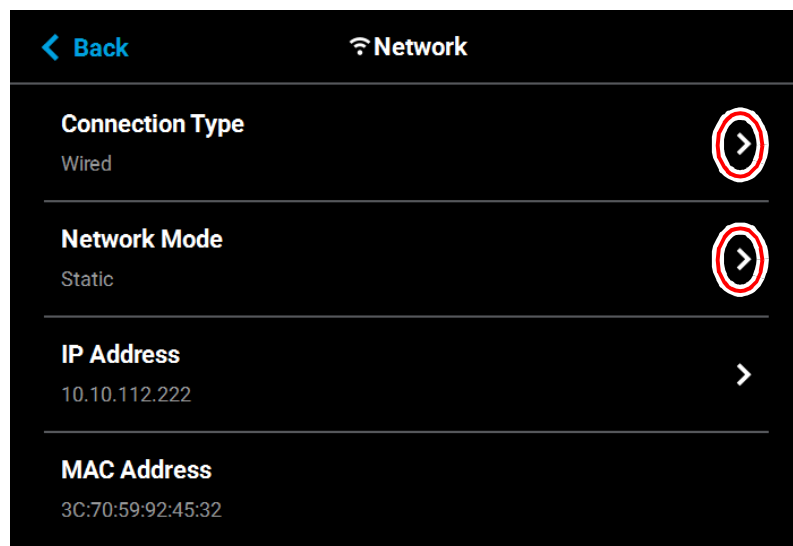 Back
Network
Connection Type
Wired
Network Mode
Static
IP Address
10.10.112.222
MAC Address
3C:70:59:92:45:32